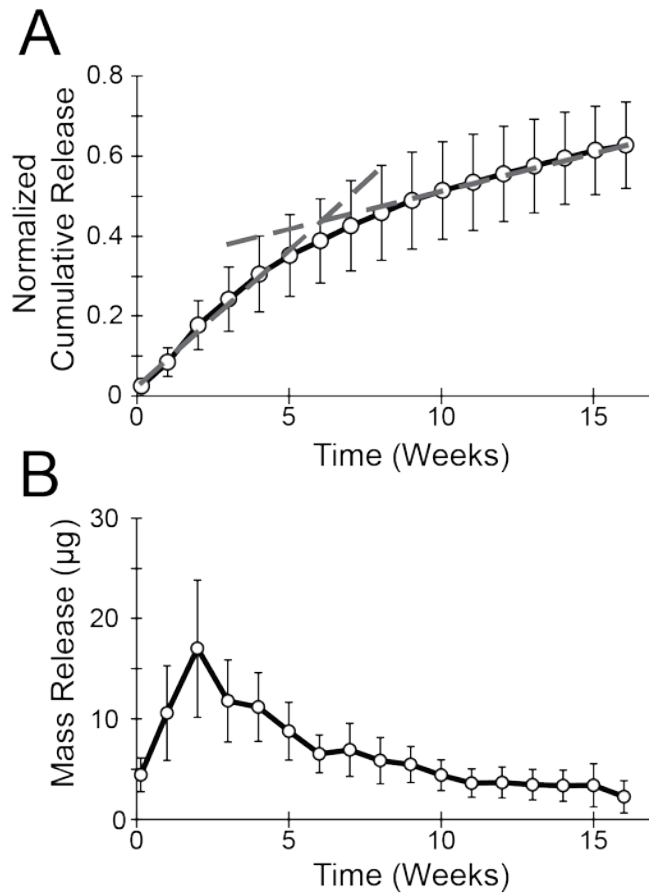 A
Normalized
Cumulative Release
0.8
0.6
0.4
0.2
0
0 5 10 15
Time (Weeks)
B
Mass Release (µg)
30
20
10
0
0 5 10 15
Time (Weeks)